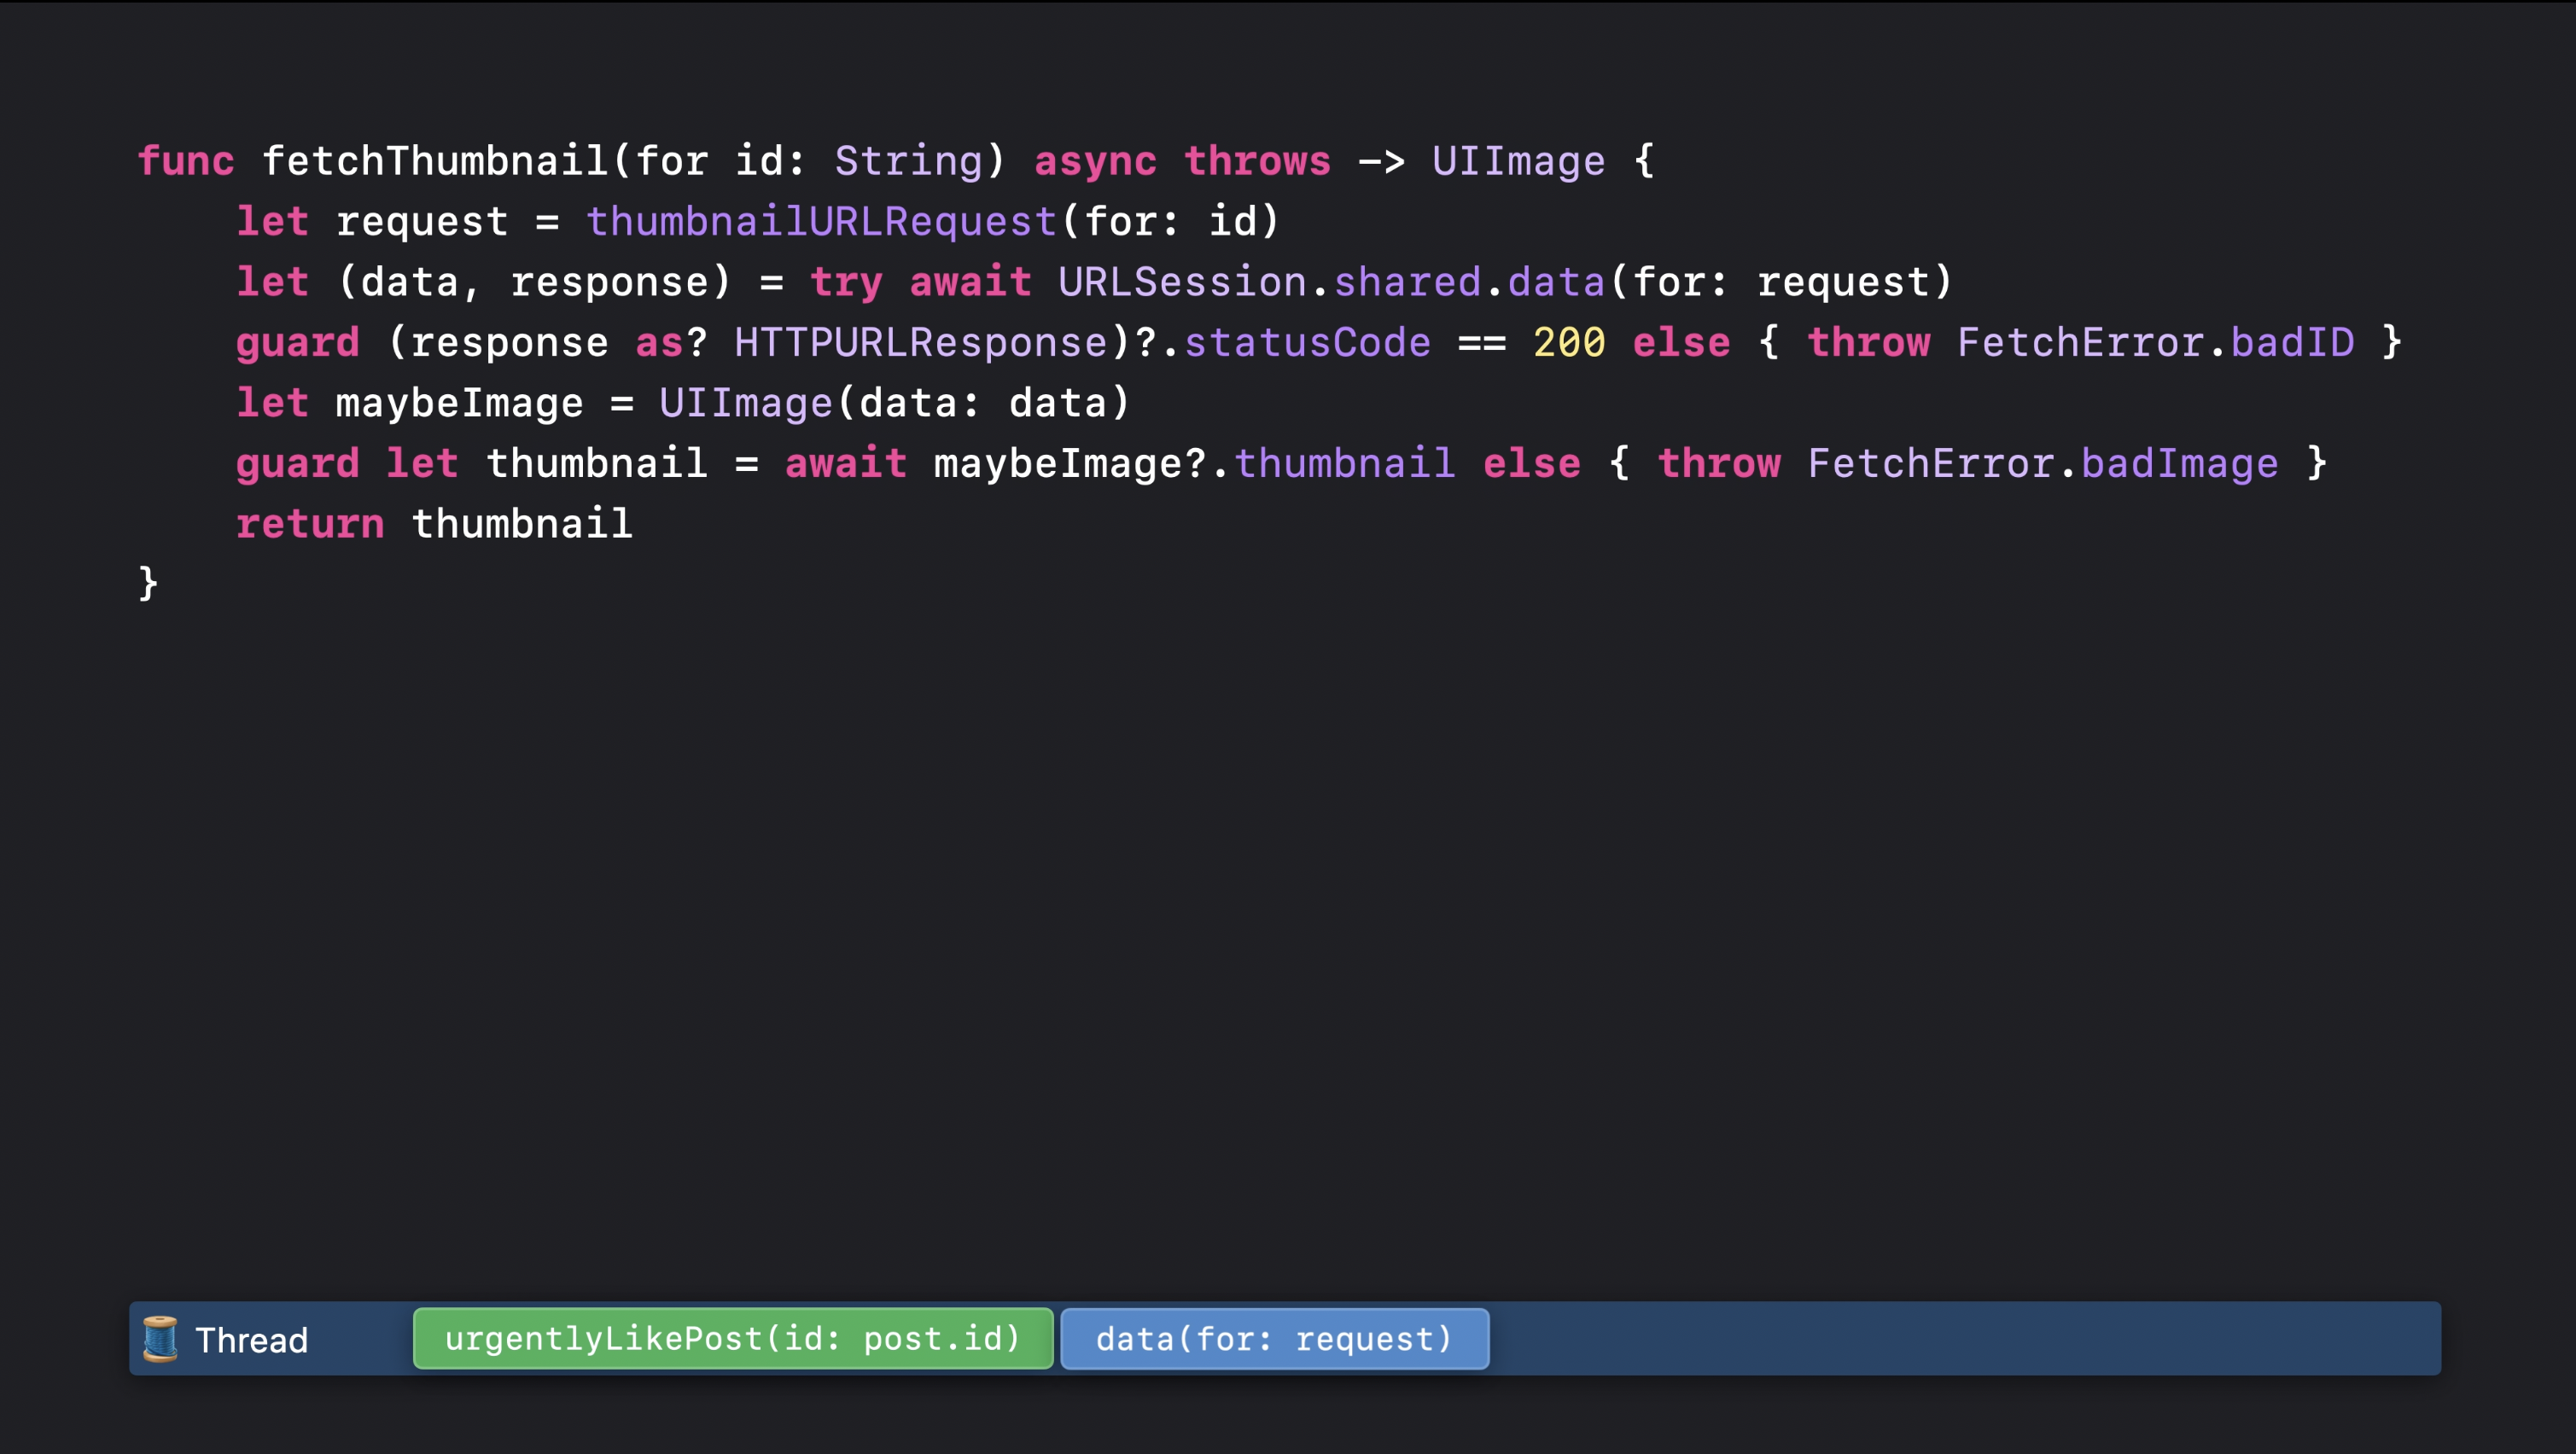 func fetchThumbnail(for id: String) async throws -> UIImage {
    let request = thumbnailURLRequest(for: id)
    let (data, response) = try await URLSession.shared.data(for: request)
    guard (response as? HTTPURLResponse)?.statusCode == 200 else { throw FetchError.badID }
    let maybeImage = UIImage(data: data)
    guard let thumbnail = await maybeImage?.thumbnail else { throw FetchError.badImage }
    return thumbnail
}
Thread urgentlyLikePost(id: post.id) data(for: request)